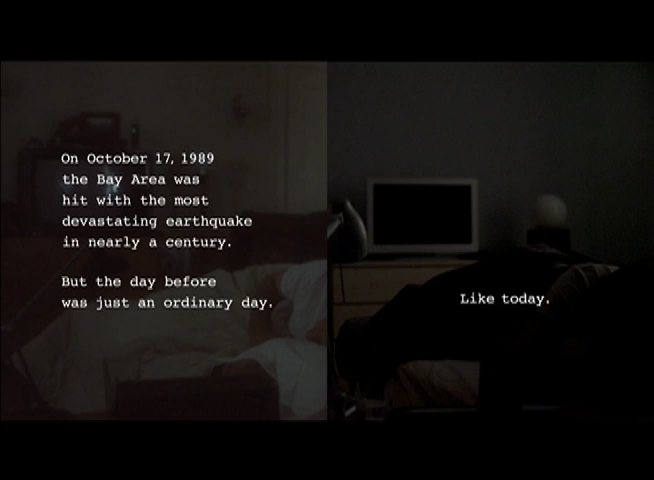 On October 17, 1989
the Bay Area was
hit with the most
devastating earthquake
in nearly a century.
But the day before
was just an ordinary day.
Like today.